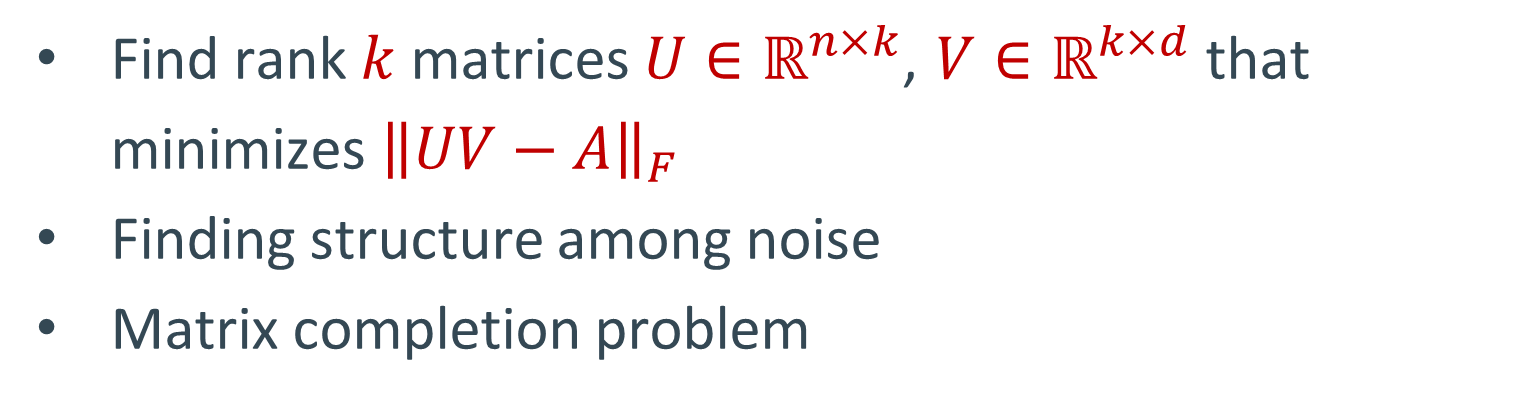 • Find rank k matrices U ∈ ℝ^{n×k}, V ∈ ℝ^{k×d} that
minimizes ‖UV − A‖_F
• Finding structure among noise
• Matrix completion problem